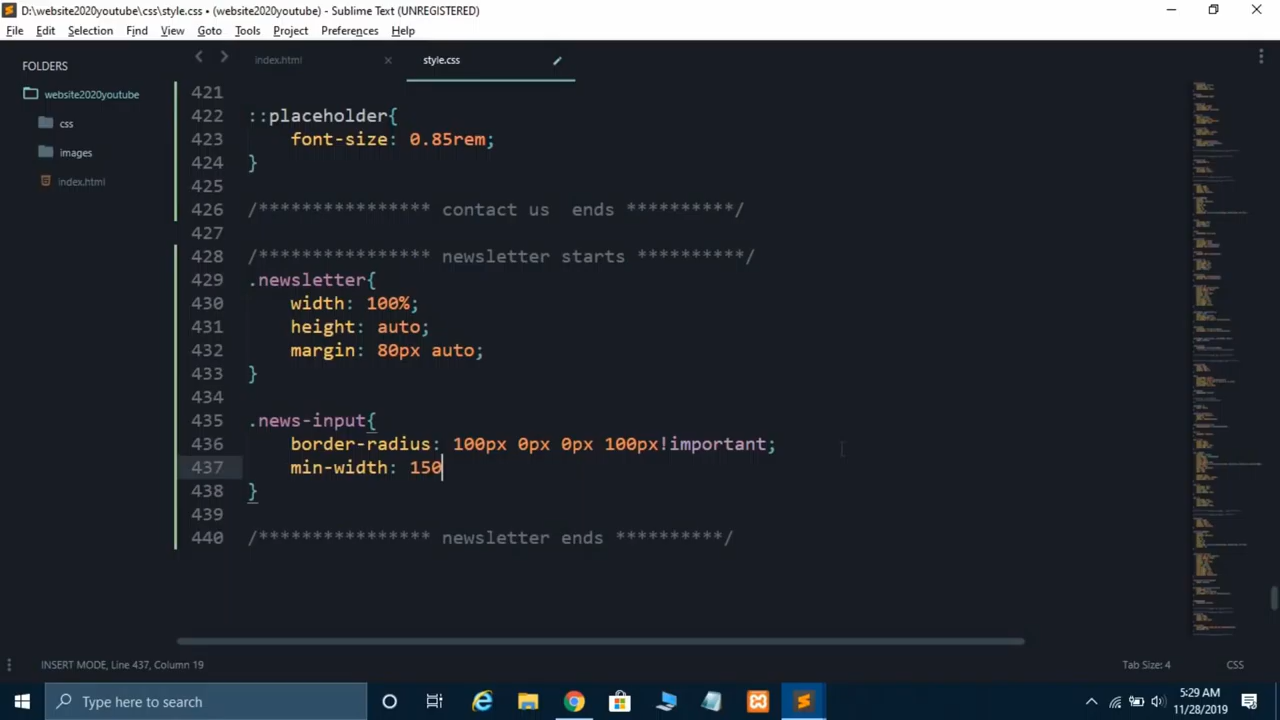 D:\website2020youtube\css\style.css • (website2020youtube) - Sublime Text (UNREGISTERED)
File Edit Selection Find View Goto Tools Project Preferences Help
FOLDERS
website2020youtube
css
images
index.html
index.html
style.css
421
422 ::placeholder{
423 font-size: 0.85rem;
424 }
425
426 /**************** contact us  ends **********/
427
428 /**************** newsletter starts **********/
429 .newsletter{
430 width: 100%;
431 height: auto;
432 margin: 80px auto;
433 }
434
435 .news-input{
436 border-radius: 100px 0px 0px 100px!important;
437 min-width: 150
438 }
439
440 /**************** newsletter ends **********/
INSERT MODE, Line 437, Column 19
Tab Size: 4
CSS
Type here to search
5:29 AM
11/28/2019